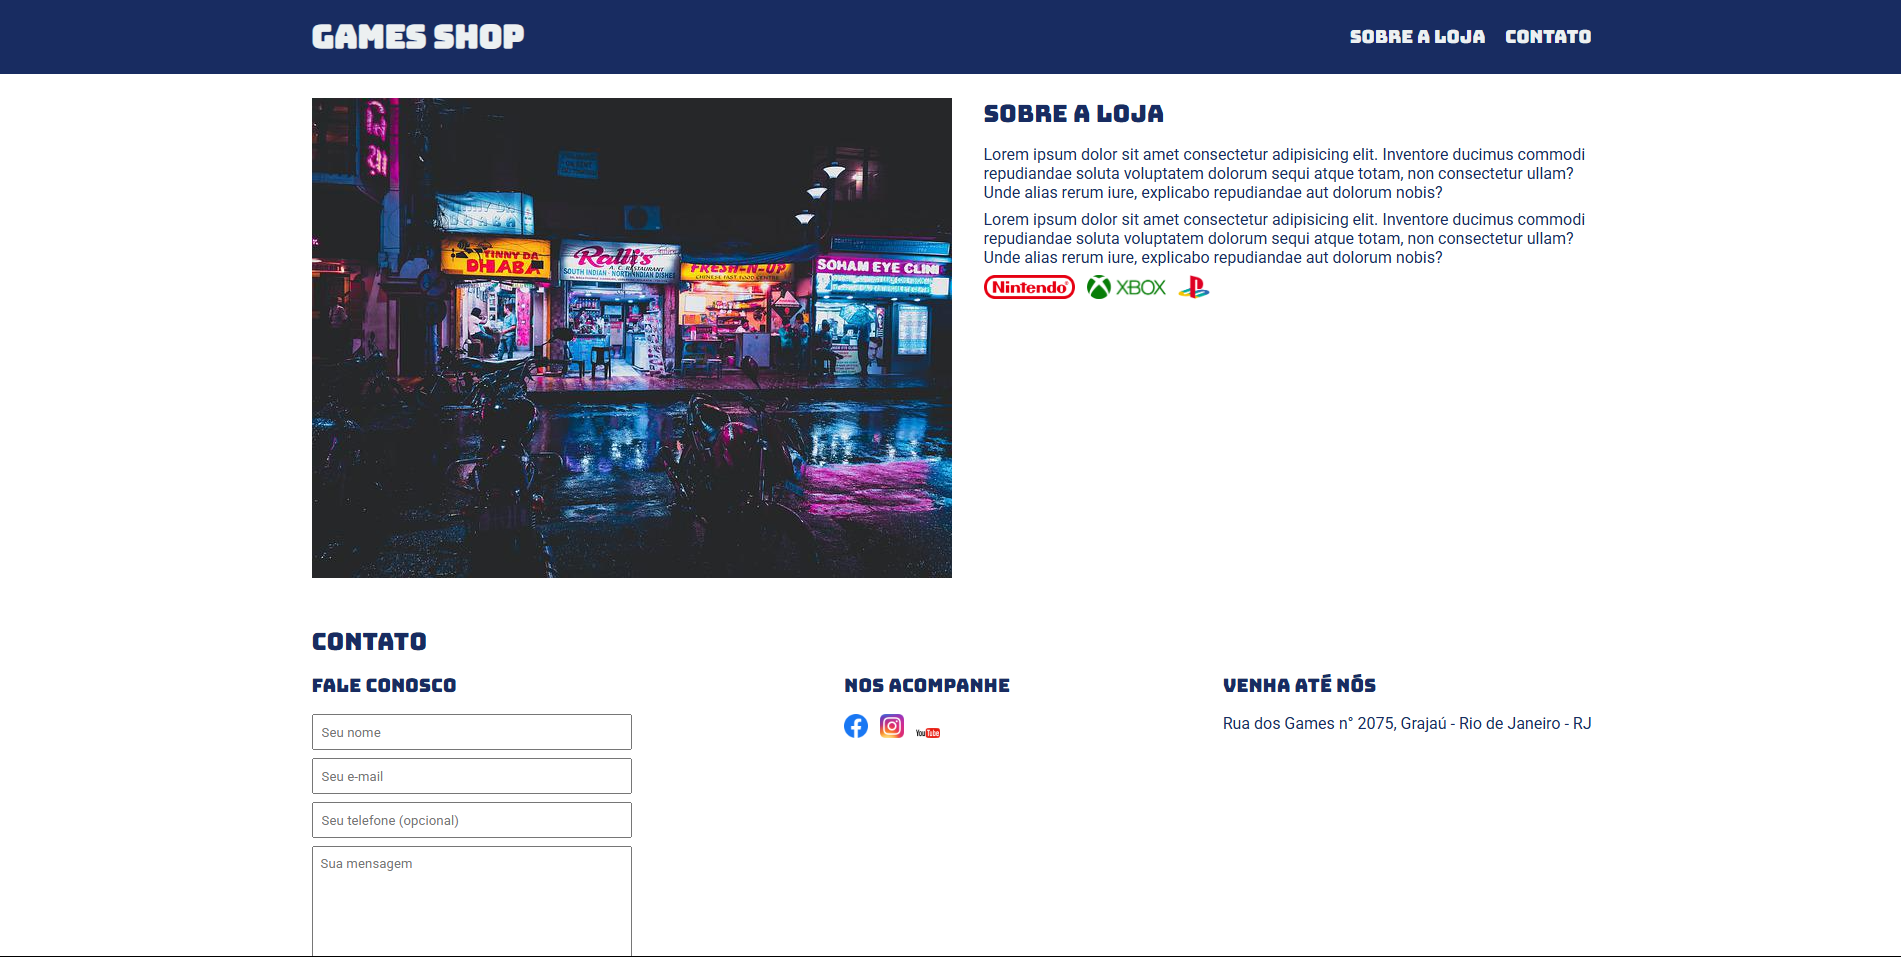 GAMES SHOP
SOBRE A LOJA CONTATO
TINNY DA
DHABA
Ralli's
A. C. RESTAURANT
SOUTH INDIAN - NORTH INDIAN DISHES
FRESH-N-UP
CHINESE FAST FOOD CENTRE
SOHAM EYE CLINI
SOBRE A LOJA
Lorem ipsum dolor sit amet consectetur adipisicing elit. Inventore ducimus commodi
repudiandae soluta voluptatem dolorum sequi atque totam, non consectetur ullam?
Unde alias rerum iure, explicabo repudiandae aut dolorum nobis?
Lorem ipsum dolor sit amet consectetur adipisicing elit. Inventore ducimus commodi
repudiandae soluta voluptatem dolorum sequi atque totam, non consectetur ullam?
Unde alias rerum iure, explicabo repudiandae aut dolorum nobis?
Nintendo XBOX
CONTATO
FALE CONOSCO
Seu nome
Seu e-mail
Seu telefone (opcional)
Sua mensagem
NOS ACOMPANHE
YouTube
VENHA ATÉ NÓS
Rua dos Games n° 2075, Grajaú - Rio de Janeiro - RJ